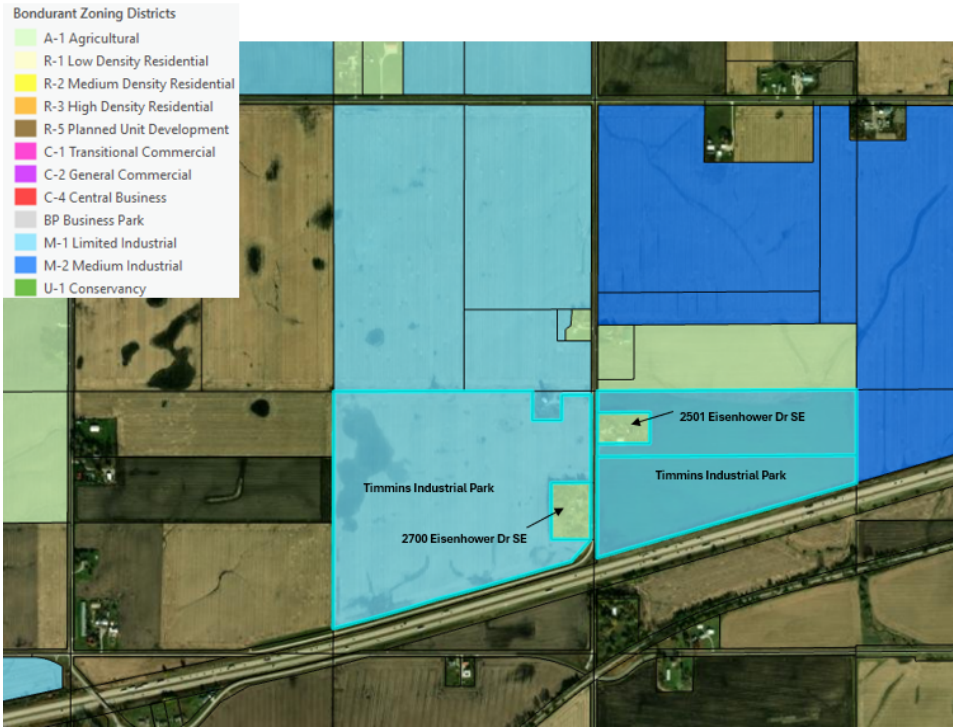 Bondurant Zoning Districts
A-1 Agricultural
R-1 Low Density Residential
R-2 Medium Density Residential
R-3 High Density Residential
R-5 Planned Unit Development
C-1 Transitional Commercial
C-2 General Commercial
C-4 Central Business
BP Business Park
M-1 Limited Industrial
M-2 Medium Industrial
U-1 Conservancy
2501 Eisenhower Dr SE
Timmins Industrial Park
Timmins Industrial Park
2700 Eisenhower Dr SE